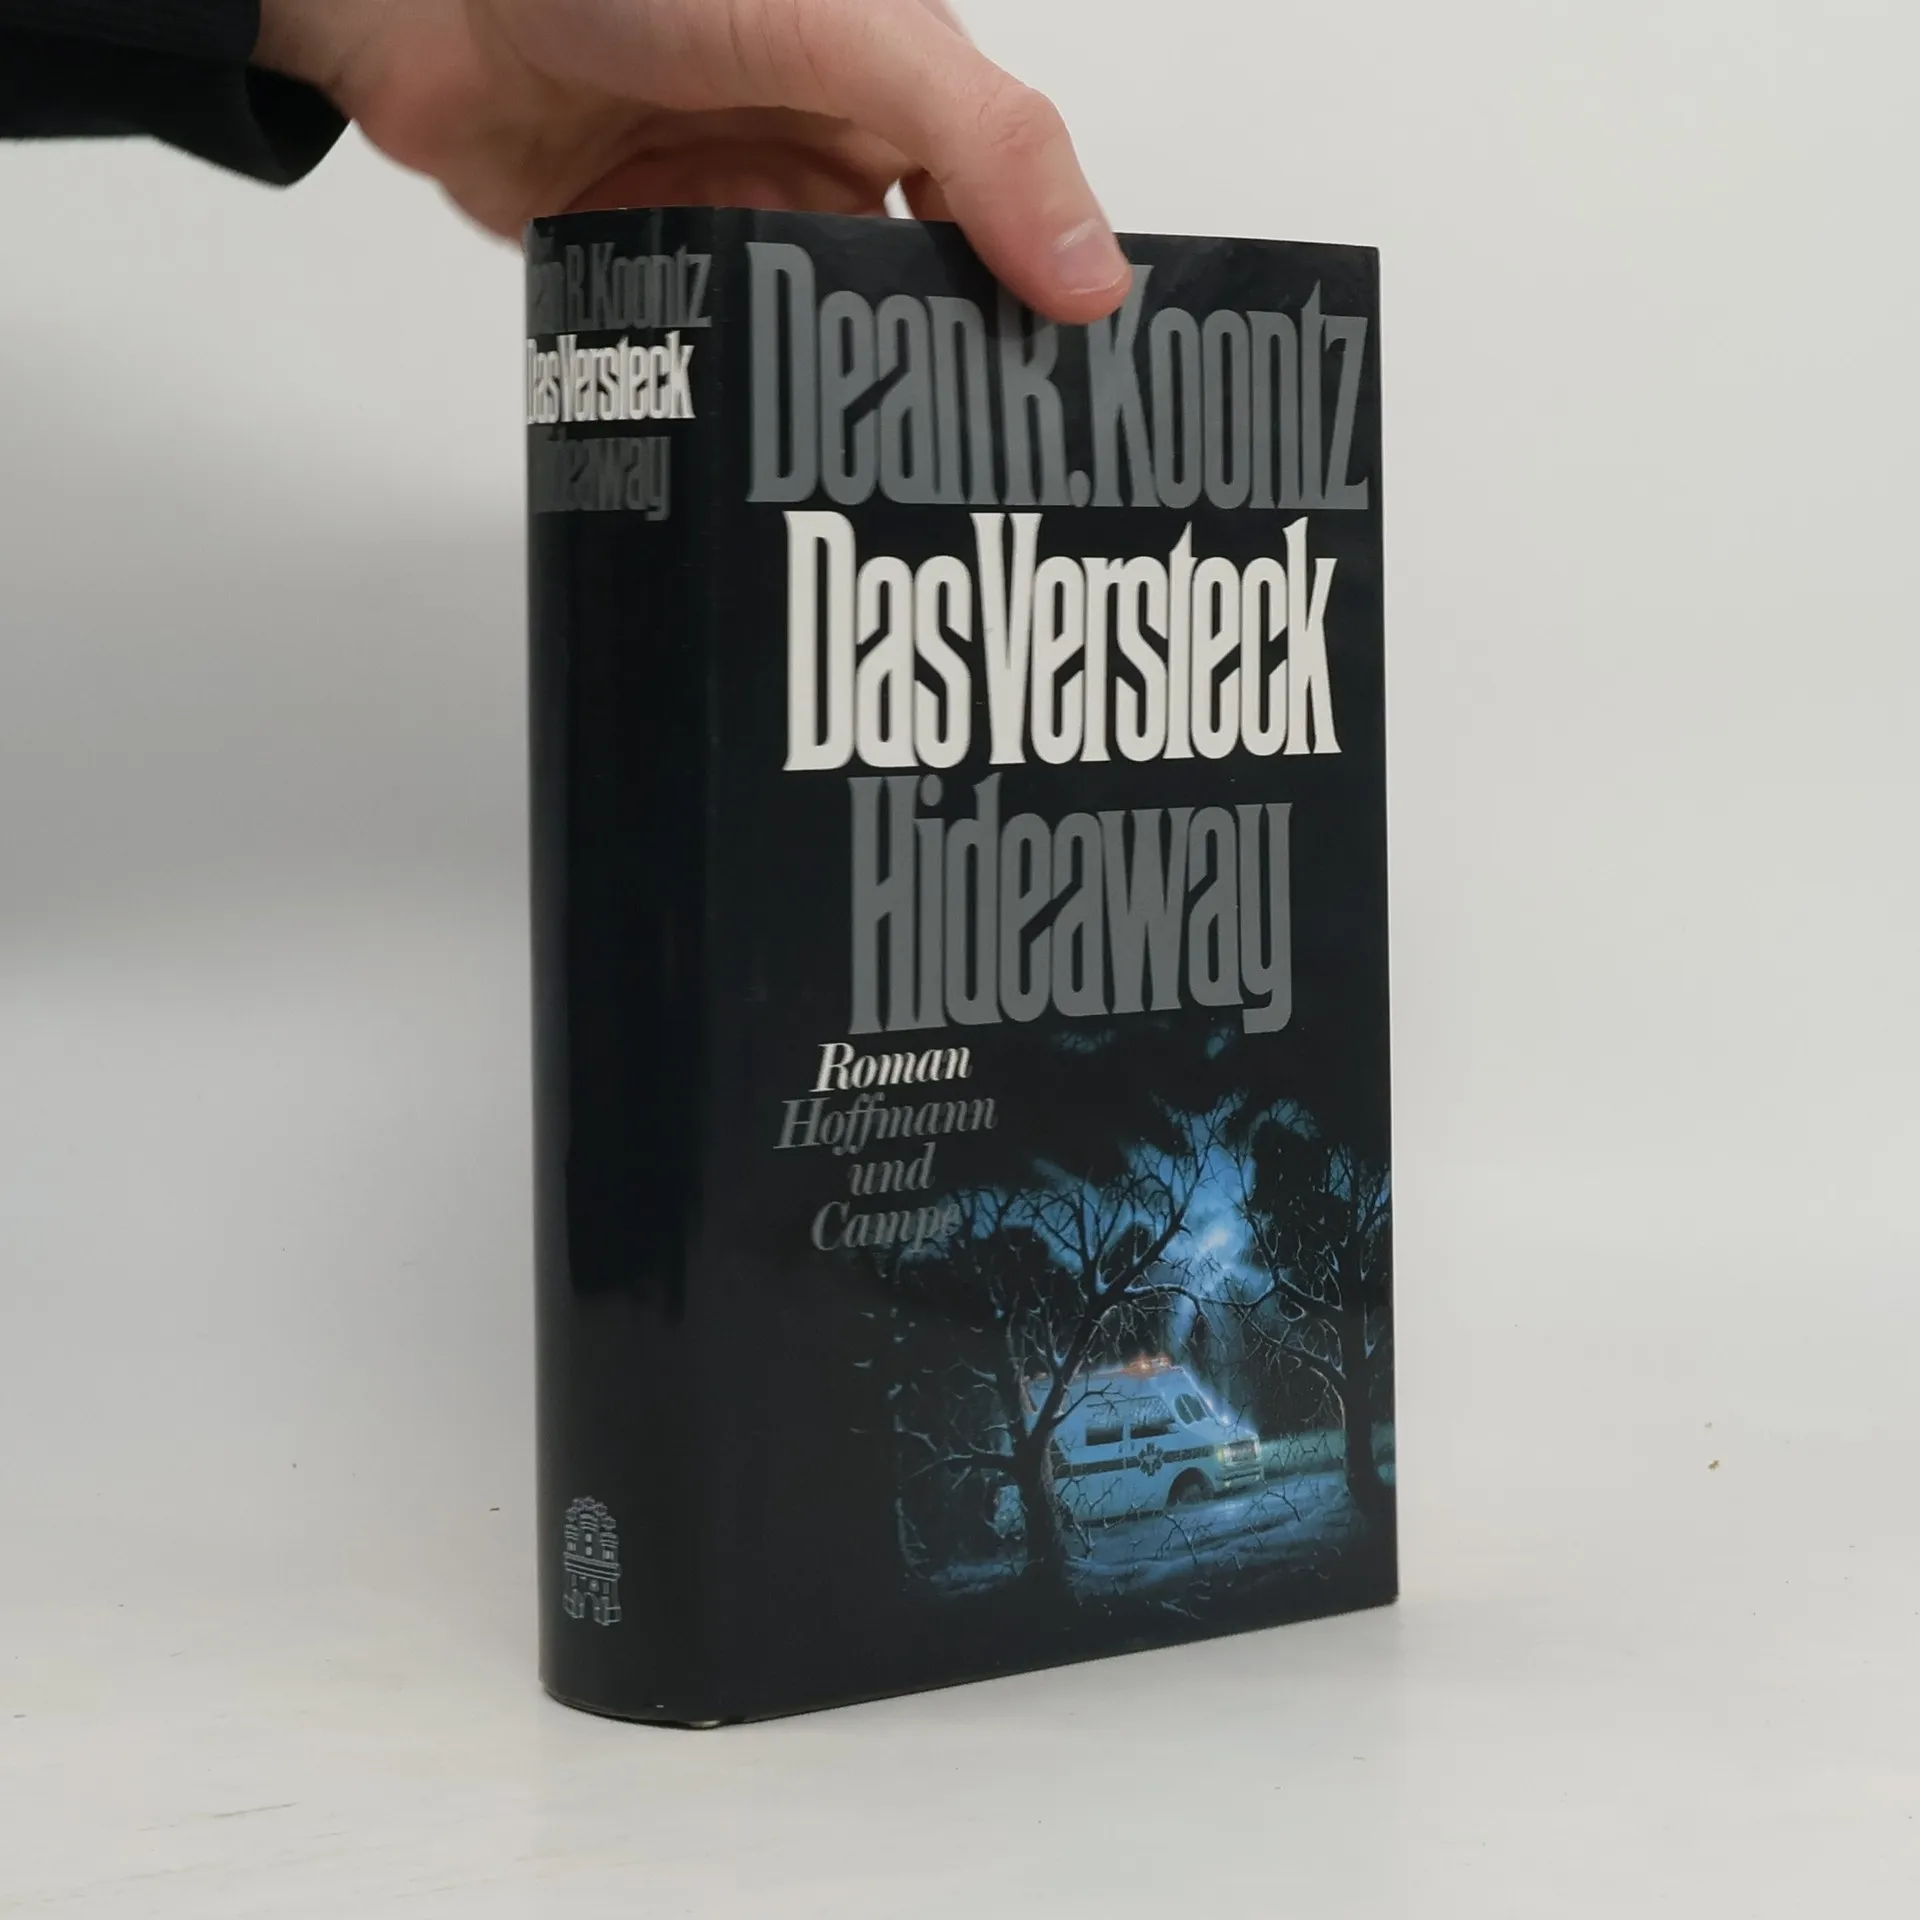 Dean R. Koontz
Das Versteck
Hideaway
Dean R. Koontz
Das Versteck
Hideaway
Roman
Hoffmann
und
Campe